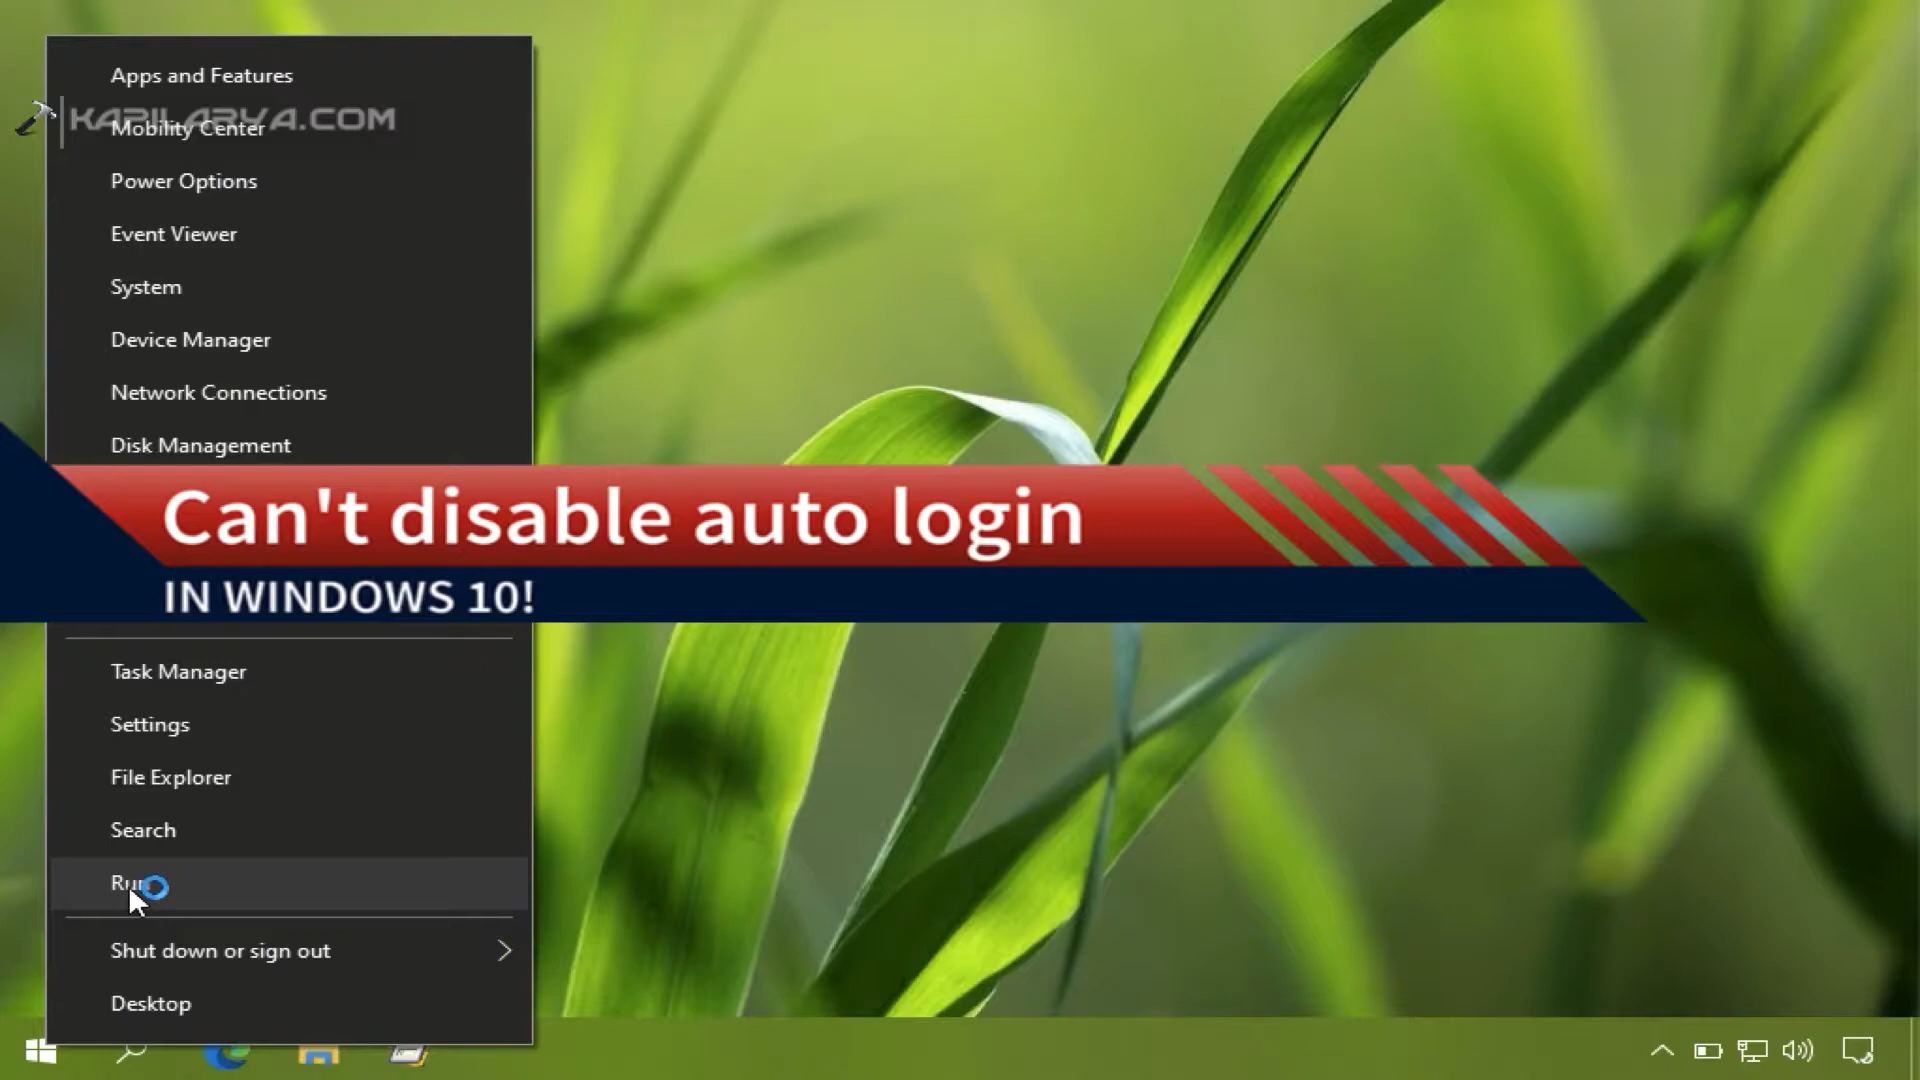 Apps and Features
KAPILARYA.COM
Mobility Center
Power Options
Event Viewer
System
Device Manager
Network Connections
Disk Management
Can't disable auto login
IN WINDOWS 10!
Task Manager
Settings
File Explorer
Search
Run
Shut down or sign out
Desktop